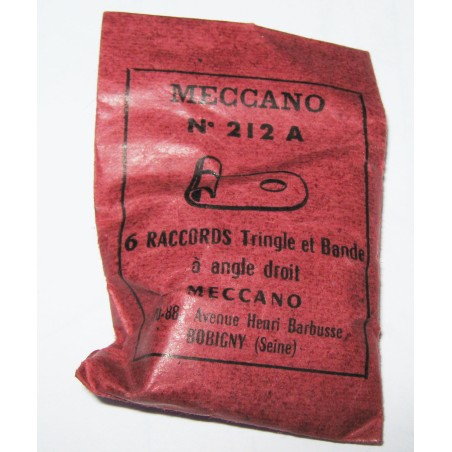 MECCANO
N° 212 A
6 RACCORDS Tringle et Bande
à angle droit
MECCANO
Avenue Henri Barbusse
BOBIGNY (Seine)